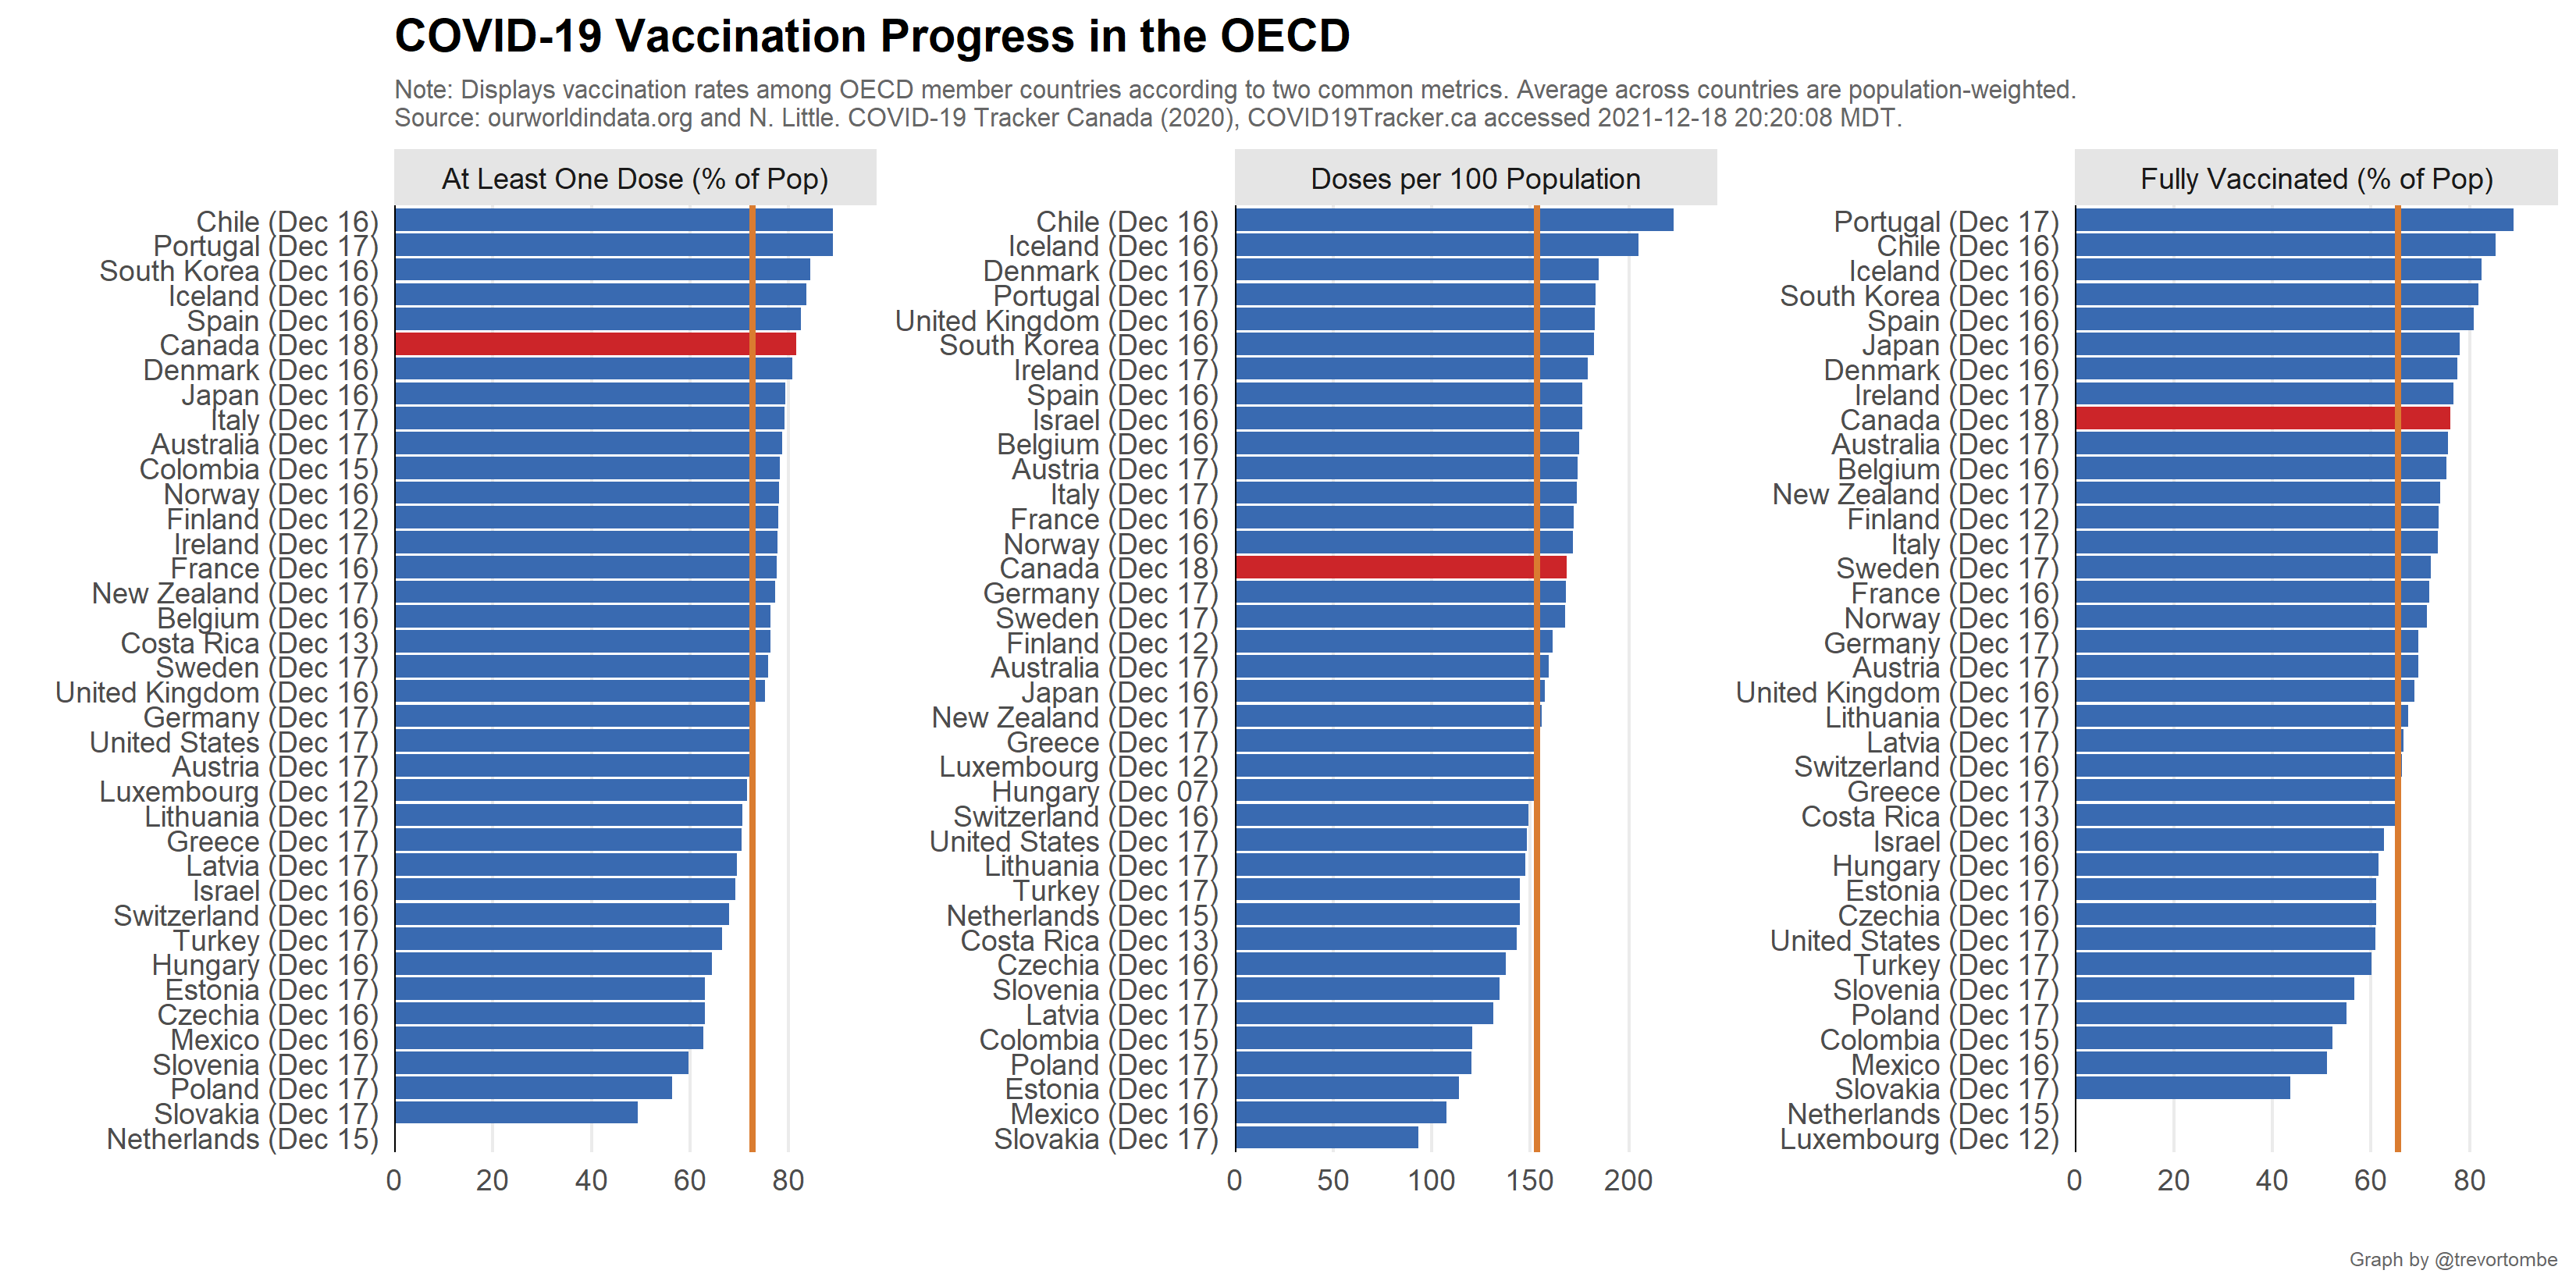 COVID-19 Vaccination Progress in the OECD
Note: Displays vaccination rates among OECD member countries according to two common metrics. Average across countries are population-weighted.
Source: ourworldindata.org and N. Little. COVID-19 Tracker Canada (2020), COVID19Tracker.ca accessed 2021-12-18 20:20:08 MDT.
At Least One Dose (% of Pop)
Chile (Dec 16)
Portugal (Dec 17)
South Korea (Dec 16)
Iceland (Dec 16)
Spain (Dec 16)
Canada (Dec 18)
Denmark (Dec 16)
Japan (Dec 16)
Italy (Dec 17)
Australia (Dec 17)
Colombia (Dec 15)
Norway (Dec 16)
Finland (Dec 12)
Ireland (Dec 17)
France (Dec 16)
New Zealand (Dec 17)
Belgium (Dec 16)
Costa Rica (Dec 13)
Sweden (Dec 17)
United Kingdom (Dec 16)
Germany (Dec 17)
United States (Dec 17)
Austria (Dec 17)
Luxembourg (Dec 12)
Lithuania (Dec 17)
Greece (Dec 17)
Latvia (Dec 17)
Israel (Dec 16)
Switzerland (Dec 16)
Turkey (Dec 17)
Hungary (Dec 16)
Estonia (Dec 17)
Czechia (Dec 16)
Mexico (Dec 16)
Slovenia (Dec 17)
Poland (Dec 17)
Slovakia (Dec 17)
Netherlands (Dec 15)
0 20 40 60 80
Doses per 100 Population
Chile (Dec 16)
Iceland (Dec 16)
Denmark (Dec 16)
Portugal (Dec 17)
United Kingdom (Dec 16)
South Korea (Dec 16)
Ireland (Dec 17)
Spain (Dec 16)
Israel (Dec 16)
Belgium (Dec 16)
Austria (Dec 17)
Italy (Dec 17)
France (Dec 16)
Norway (Dec 16)
Canada (Dec 18)
Germany (Dec 17)
Sweden (Dec 17)
Finland (Dec 12)
Australia (Dec 17)
Japan (Dec 16)
New Zealand (Dec 17)
Greece (Dec 17)
Luxembourg (Dec 12)
Hungary (Dec 07)
Switzerland (Dec 16)
United States (Dec 17)
Lithuania (Dec 17)
Turkey (Dec 17)
Netherlands (Dec 15)
Costa Rica (Dec 13)
Czechia (Dec 16)
Slovenia (Dec 17)
Latvia (Dec 17)
Colombia (Dec 15)
Poland (Dec 17)
Estonia (Dec 17)
Mexico (Dec 16)
Slovakia (Dec 17)
0 50 100 150 200
Fully Vaccinated (% of Pop)
Portugal (Dec 17)
Chile (Dec 16)
Iceland (Dec 16)
South Korea (Dec 16)
Spain (Dec 16)
Japan (Dec 16)
Denmark (Dec 16)
Ireland (Dec 17)
Canada (Dec 18)
Australia (Dec 17)
Belgium (Dec 16)
New Zealand (Dec 17)
Finland (Dec 12)
Italy (Dec 17)
Sweden (Dec 17)
France (Dec 16)
Norway (Dec 16)
Germany (Dec 17)
Austria (Dec 17)
United Kingdom (Dec 16)
Lithuania (Dec 17)
Latvia (Dec 17)
Switzerland (Dec 16)
Greece (Dec 17)
Costa Rica (Dec 13)
Israel (Dec 16)
Hungary (Dec 16)
Estonia (Dec 17)
Czechia (Dec 16)
United States (Dec 17)
Turkey (Dec 17)
Slovenia (Dec 17)
Poland (Dec 17)
Colombia (Dec 15)
Mexico (Dec 16)
Slovakia (Dec 17)
Netherlands (Dec 15)
Luxembourg (Dec 12)
0 20 40 60 80
Graph by @trevortombe